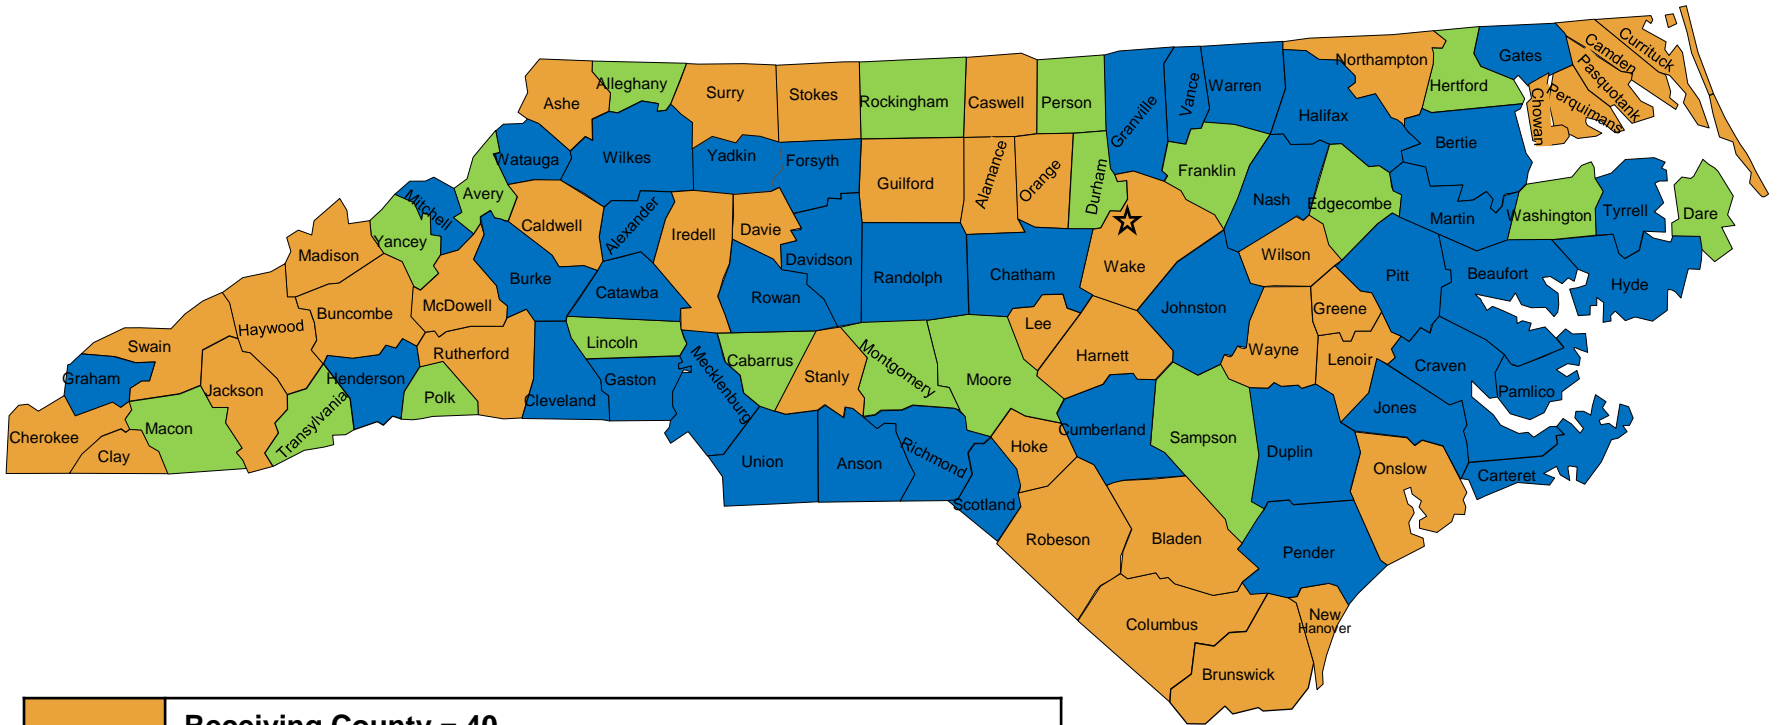 Ashe
Alleghany
Surry
Stokes
Rockingham
Caswell
Person
Granville
Vance
Warren
Halifax
Northampton
Hertford
Gates
Camden
Currituck
Pasquotank
Perquimans
Chowan
Watauga
Wilkes
Yadkin
Forsyth
Guilford
Alamance
Orange
Durham
Franklin
Nash
Edgecombe
Bertie
Martin
Washington
Tyrrell
Dare
Mitchell
Avery
Yancey
Madison
Caldwell
Alexander
Iredell
Davie
Davidson
Randolph
Chatham
Wake
Wilson
Pitt
Beaufort
Hyde
Burke
Catawba
Rowan
Johnston
Greene
McDowell
Buncombe
Haywood
Swain
Graham
Jackson
Rutherford
Henderson
Polk
Transylvania
Macon
Cherokee
Clay
Cleveland
Lincoln
Gaston
Mecklenburg
Cabarrus
Stanly
Montgomery
Moore
Lee
Harnett
Wayne
Lenoir
Craven
Pamlico
Jones
Carteret
Union
Anson
Richmond
Scotland
Hoke
Cumberland
Sampson
Duplin
Onslow
Robeson
Bladen
Pender
Columbus
New
Hanover
Brunswick
Receiving County = 40